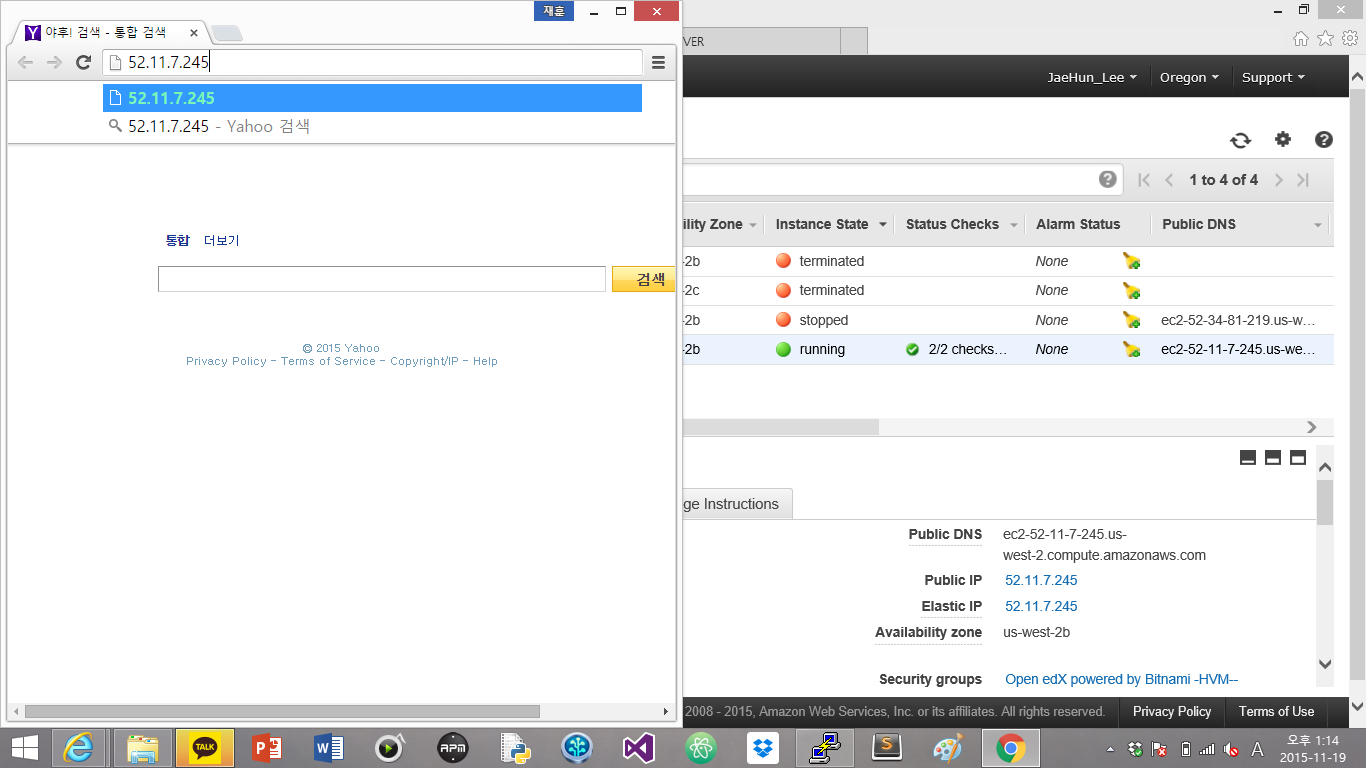 재훈
야후! 검색 - 통합 검색
52.11.7.245
52.11.7.245
52.11.7.245 - Yahoo 검색
통합 더보기
검색
© 2015 Yahoo
Privacy Policy - Terms of Service - Copyright/IP - Help
VER
JaeHun_Lee Oregon Support
1 to 4 of 4
ility Zone Instance State Status Checks Alarm Status Public DNS
-2b terminated None
-2c terminated None
-2b stopped None ec2-52-34-81-219.us-w…
-2b running 2/2 checks… None ec2-52-11-7-245.us-we…
ge Instructions
Public DNS ec2-52-11-7-245.us-
west-2.compute.amazonaws.com
Public IP 52.11.7.245
Elastic IP 52.11.7.245
Availability zone us-west-2b
Security groups Open edX powered by Bitnami -HVM--
2008 - 2015, Amazon Web Services, Inc. or its affiliates. All rights reserved. Privacy Policy Terms of Use
TALK
APM
A
오후 1:14
2015-11-19